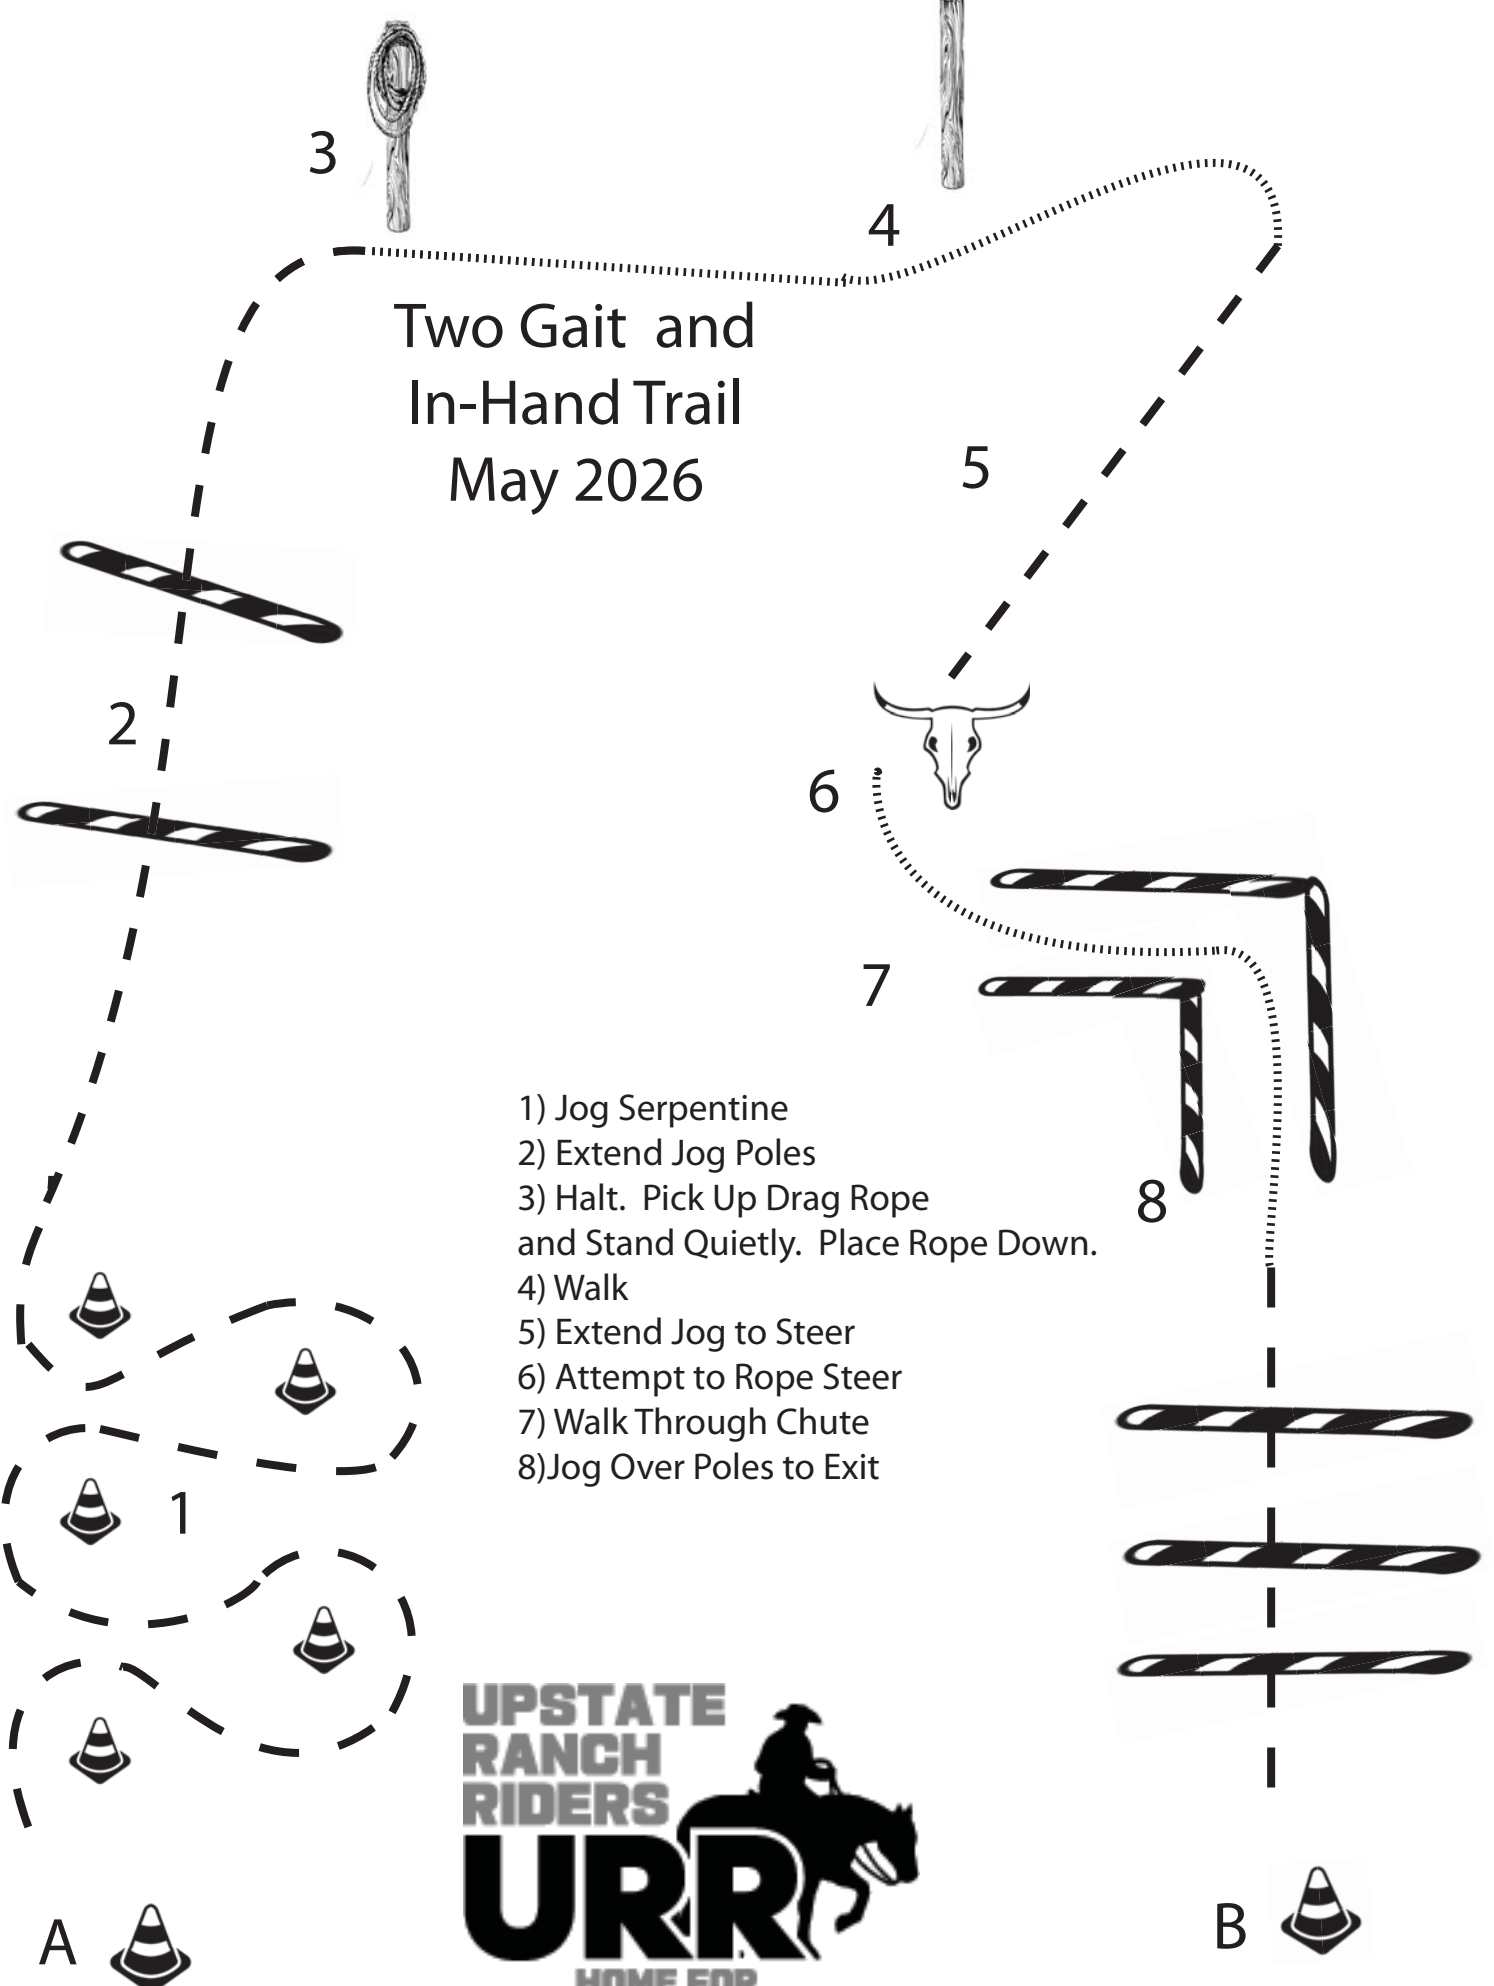 3
4
Two Gait and
In-Hand Trail
May 2026
5
2
6
7
1) Jog Serpentine
2) Extend Jog Poles
3) Halt. Pick Up Drag Rope
and Stand Quietly. Place Rope Down.
8
4) Walk
5) Extend Jog to Steer
6) Attempt to Rope Steer
7) Walk Through Chute
8)Jog Over Poles to Exit
1
UPSTATE
RANCH
RIDERS
URR
HOME FOR
A
B